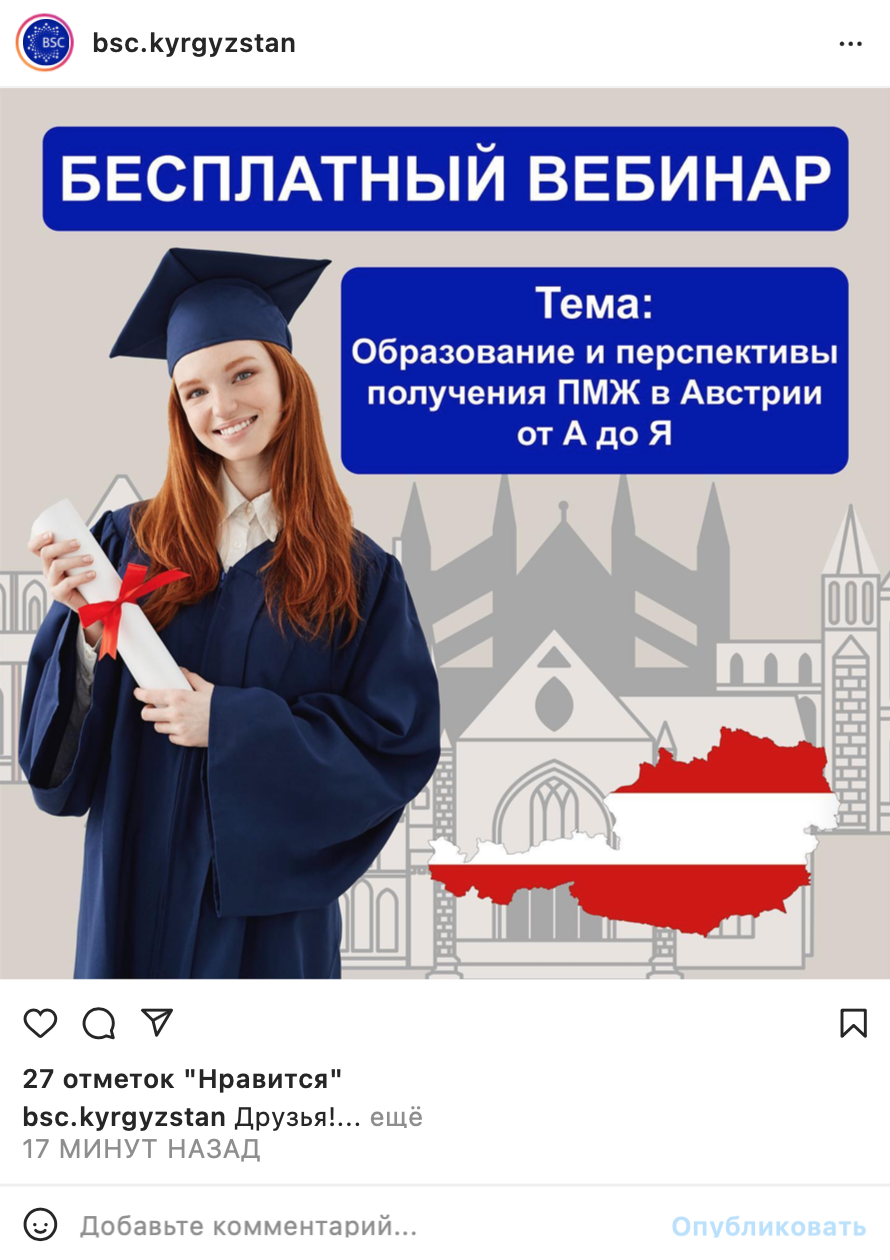 BSC
bsc.kyrgyzstan
БЕСПЛАТНЫЙ ВЕБИНАР
Тема:
Образование и перспективы
получения ПМЖ в Австрии
от А до Я
27 отметок "Нравится"
bsc.kyrgyzstan Друзья!... ещё
17 МИНУТ НАЗАД
Добавьте комментарий... Опубликовать